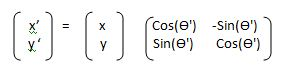 x' = x Cos(Θ') -Sin(Θ')
y' y Sin(Θ') Cos(Θ')